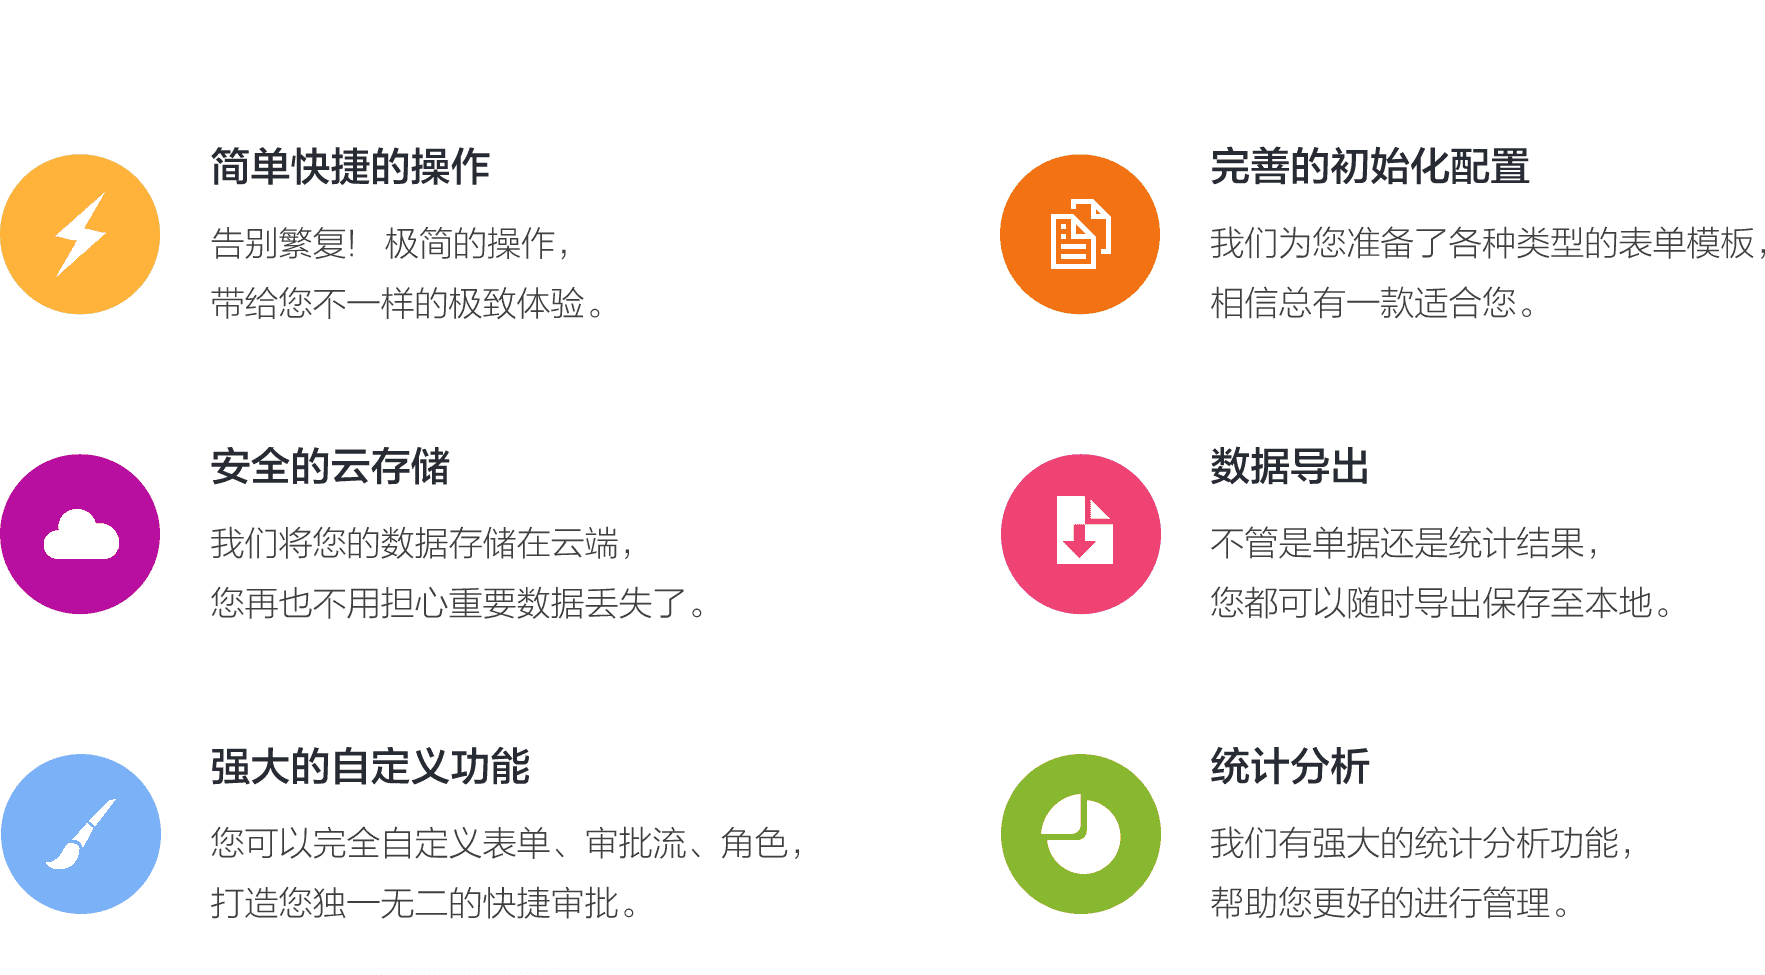 简单快捷的操作
告别繁复！ 极简的操作，
带给您不一样的极致体验。
完善的初始化配置
我们为您准备了各种类型的表单模板，
相信总有一款适合您。
安全的云存储
我们将您的数据存储在云端，
您再也不用担心重要数据丢失了。
数据导出
不管是单据还是统计结果，
您都可以随时导出保存至本地。
强大的自定义功能
您可以完全自定义表单、审批流、角色，
打造您独一无二的快捷审批。
统计分析
我们有强大的统计分析功能，
帮助您更好的进行管理。